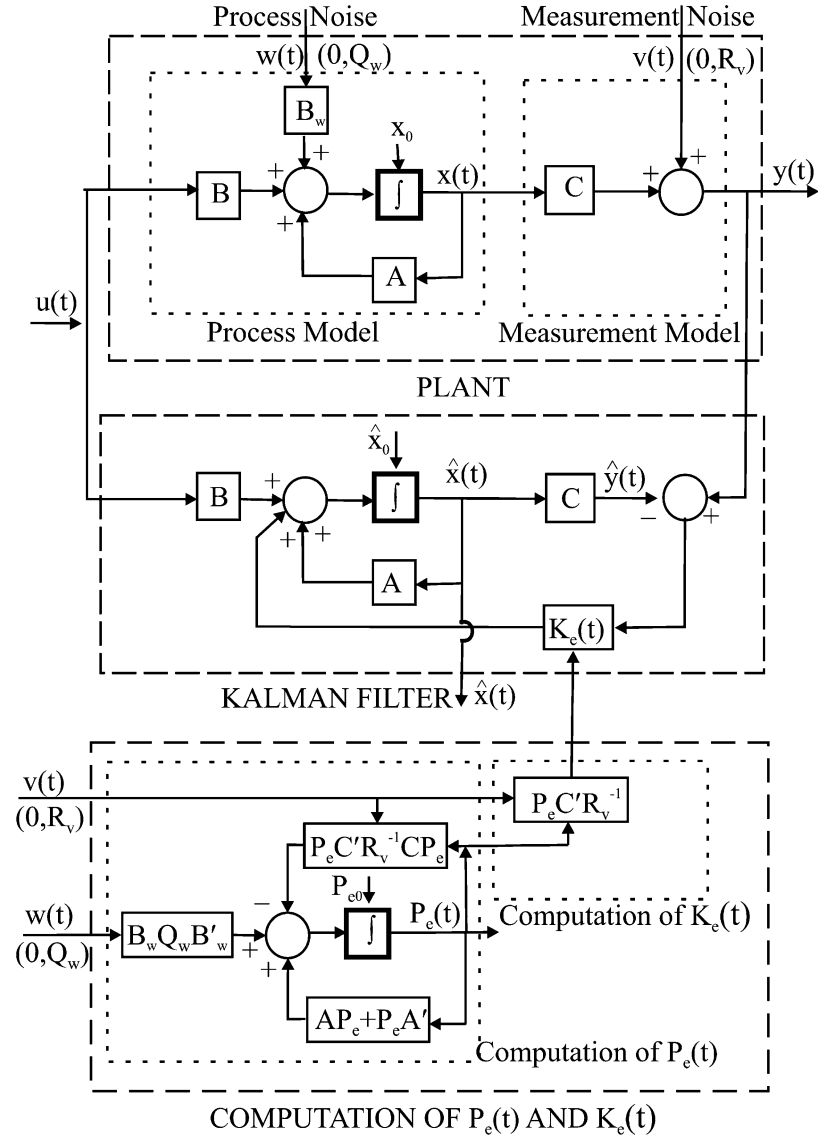 Process Noise
Measurement Noise
w(t) (0,Q_w)
v(t) (0,R_v)
B_w
x_0
+
+
+
B
∫
x(t)
C
+
+
y(t)
A
u(t)
Process Model
Measurement Model
PLANT
x̂_0
B
+
+
+
∫
x̂(t)
C
ŷ(t)
−
+
A
K_e(t)
KALMAN FILTER
x̂(t)
v(t)
(0,R_v)
P_eC′R_v^-1
P_eC′R_v^-1CP_e
P_e0
−
P_e(t)
Computation of K_e(t)
w(t)
(0,Q_w)
B_wQ_wB′_w
+
+
∫
AP_e+P_eA′
Computation of P_e(t)
COMPUTATION OF P_e(t) AND K_e(t)